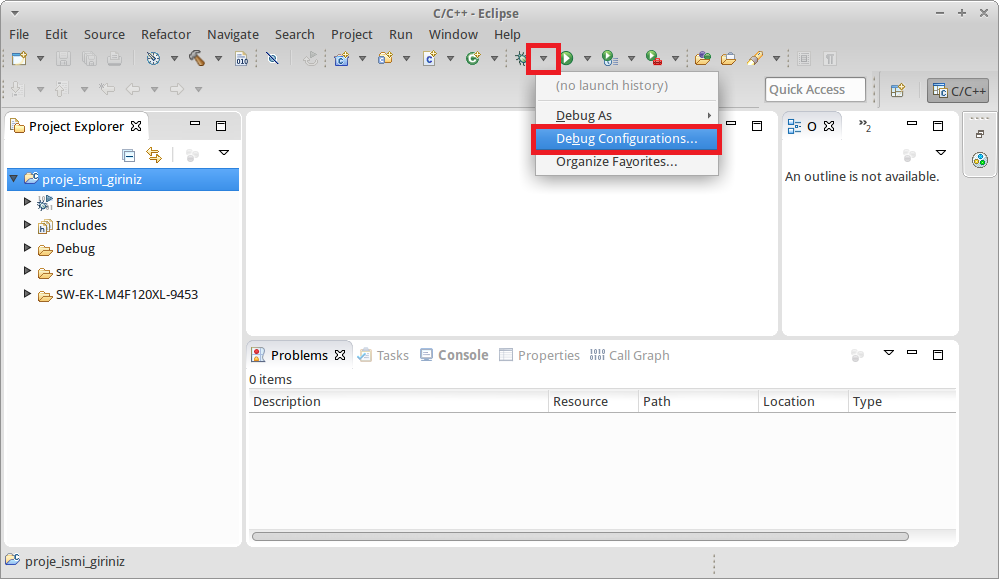 C/C++ - Eclipse
File Edit Source Refactor Navigate Search Project Run Window Help
010
(no launch history)
Quick Access
C/C++
Debug As
Debug Configurations...
Organize Favorites...
Project Explorer
O
»2
proje_ismi_giriniz
An outline is not available.
Binaries
Includes
Debug
src
SW-EK-LM4F120XL-9453
Problems Tasks Console Properties Call Graph
0 items
Description Resource Path Location Type
proje_ismi_giriniz